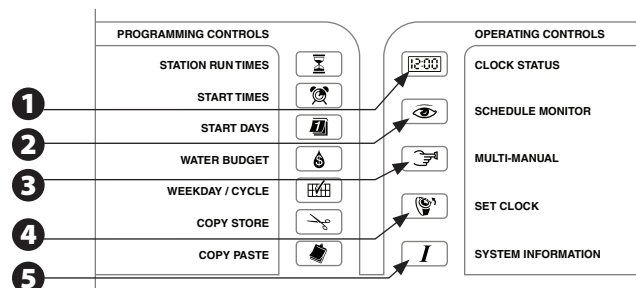 PROGRAMMING CONTROLS
STATION RUN TIMES
START TIMES
START DAYS
1
WATER BUDGET
$
WEEKDAY / CYCLE
COPY STORE
COPY PASTE
OPERATING CONTROLS
12:00
CLOCK STATUS
SCHEDULE MONITOR
MULTI-MANUAL
SET CLOCK
I
SYSTEM INFORMATION
1
2
3
4
5